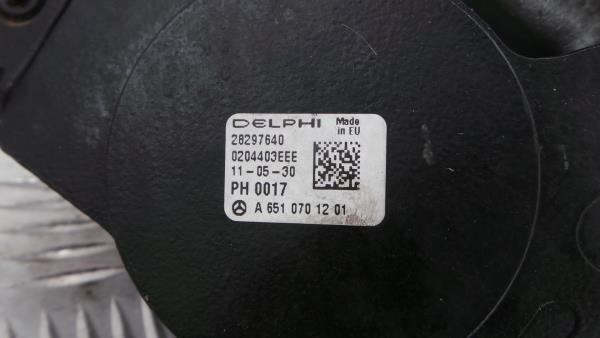 DELPHI Made in EU
28297640
0204403EEE
11-05-30
PH 0017
A 651 070 12 01